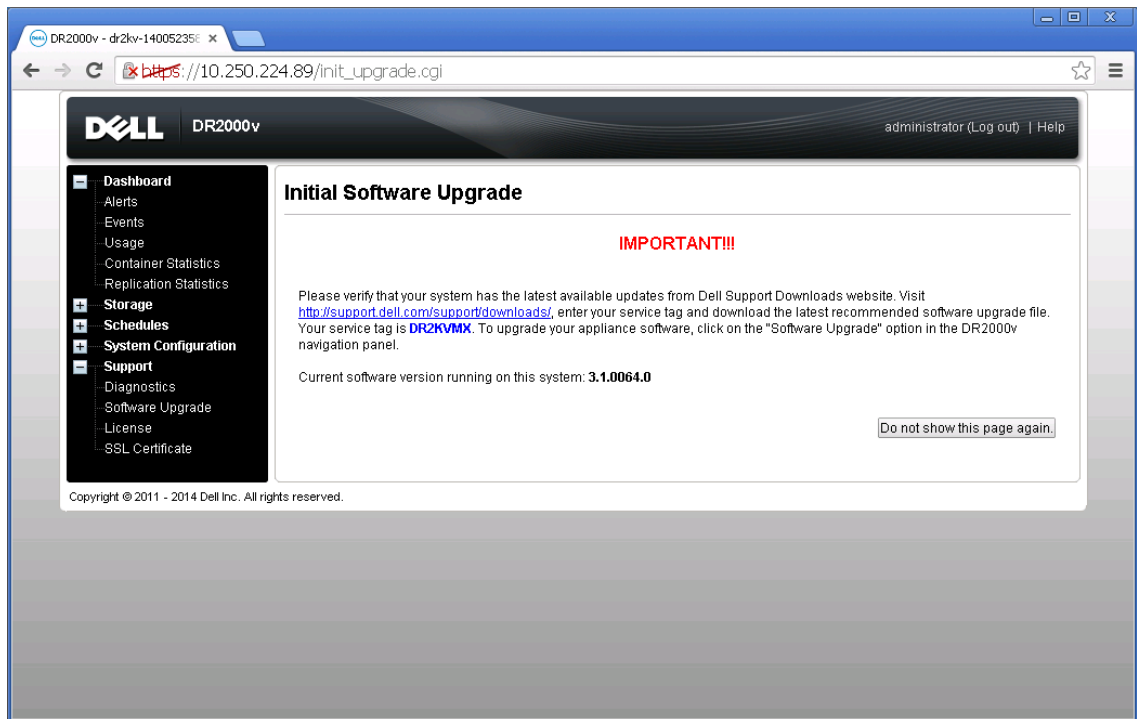 DR2000v - dr2kv-14005235
https://10.250.224.89/init_upgrade.cgi
DELL
DR2000v
administrator (Log out) | Help
Dashboard
Alerts
Events
Usage
Container Statistics
Replication Statistics
Storage
Schedules
System Configuration
Support
Diagnostics
Software Upgrade
License
SSL Certificate
Initial Software Upgrade
IMPORTANT!!!
Please verify that your system has the latest available updates from Dell Support Downloads website. Visit
http://support.dell.com/support/downloads/, enter your service tag and download the latest recommended software upgrade file.
Your service tag is DR2KVMX. To upgrade your appliance software, click on the "Software Upgrade" option in the DR2000v
navigation panel.
Current software version running on this system: 3.1.0064.0
Do not show this page again.
Copyright © 2011 - 2014 Dell Inc. All rights reserved.